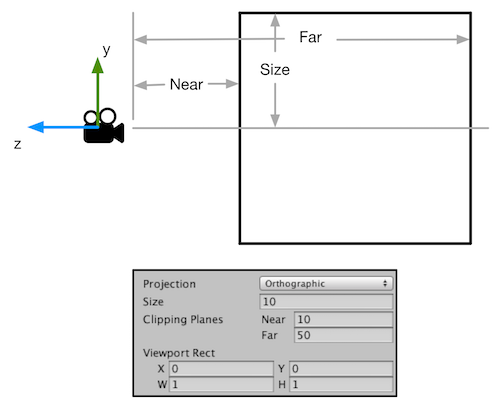 Far
y
Size
Near
z
Projection Orthographic
Size 10
Clipping Planes Near 10
Far 50
Viewport Rect
X 0 Y 0
W 1 H 1